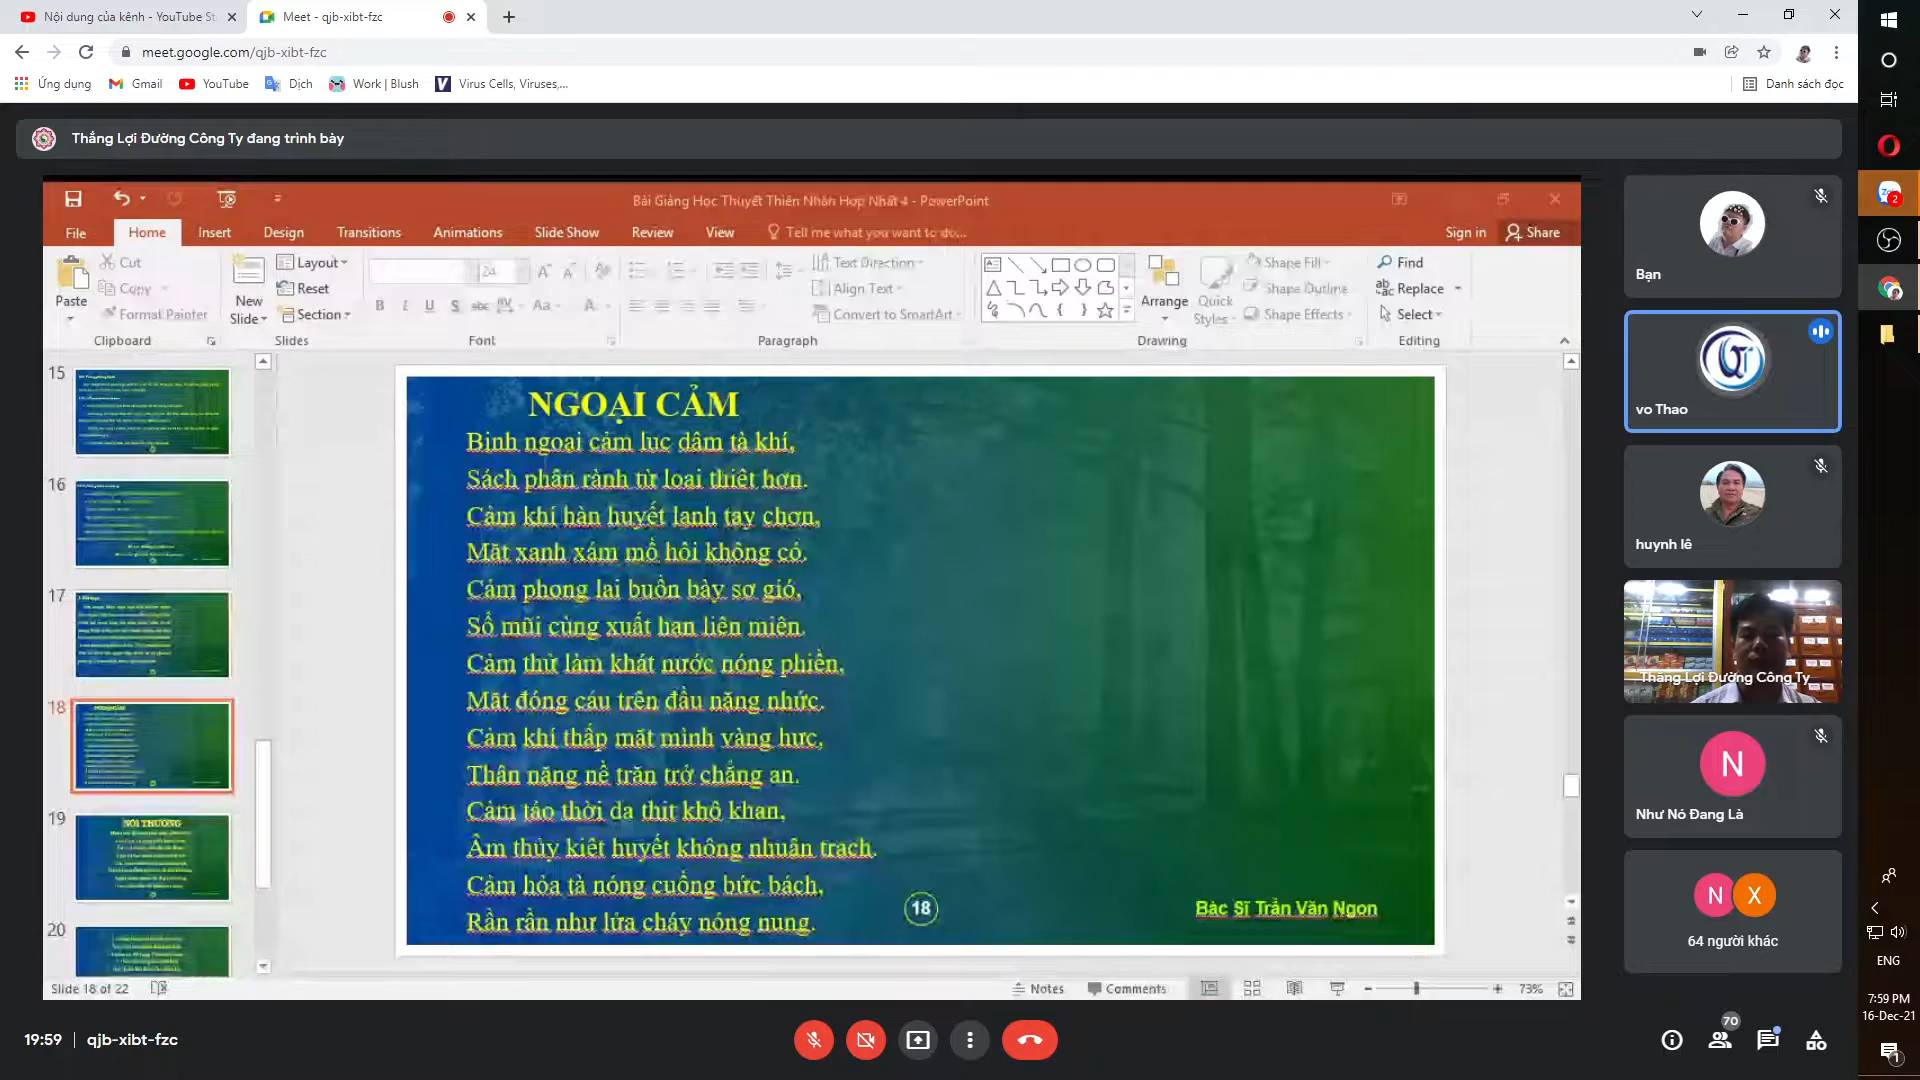 Nội dung của kênh - YouTube St
Meet - qjb-xibt-fzc
meet.google.com/qjb-xibt-fzc
Ứng dụng
Gmail
YouTube
Dịch
Work | Blush
Virus Cells, Viruses,...
Danh sách đọc
Thắng Lợi Đường Công Ty đang trình bày
Bài Giảng Học Thuyết Thiên Nhân Hợp Nhất 4 - PowerPoint
File Home Insert Design Transitions Animations Slide Show Review View Tell me what you want to do... Sign in Share
Paste
Cut
Copy
Format Painter
Clipboard
New Slide
Layout
Reset
Section
Slides
24
B I U S abc AV Aa A
Font
Text Direction
Align Text
Convert to SmartArt
Paragraph
Arrange
Quick Styles
Shape Fill
Shape Outline
Shape Effects
Drawing
Find
Replace
Select
Editing
15
16
17
18
19
NỘI THƯƠNG
20
NGOẠI CẢM
Bịnh ngoại cảm lục dâm tà khí,
Sách phân rành từ loại thiệt hơn.
Cảm khí hàn huyết lạnh tay chơn,
Mặt xanh xám mồ hôi không có.
Cảm phong lại buồn bày sợ gió,
Sổ mũi cùng xuất hạn liên miên.
Cảm thử làm khát nước nóng phiền,
Mặt đóng cáu trên đầu nặng nhức.
Cảm khí thấp mặt mình vàng hực,
Thân nặng nề trăn trở chẳng an.
Cảm táo thời da thịt khô khan,
Âm thủy kiệt huyết không nhuận trạch.
Cảm hỏa tà nóng cuồng bức bách,
Rần rần như lửa cháy nóng nung.
18
Bác Sĩ Trần Văn Ngon
Slide 18 of 22
Notes
Comments
73%
Bạn
vo Thao
huynh lê
Thắng Lợi Đường Công Ty
N
Như Nó Đang Là
N X
64 người khác
19:59 | qjb-xibt-fzc
70
Zalo
2
ENG
7:59 PM
16-Dec-21
1